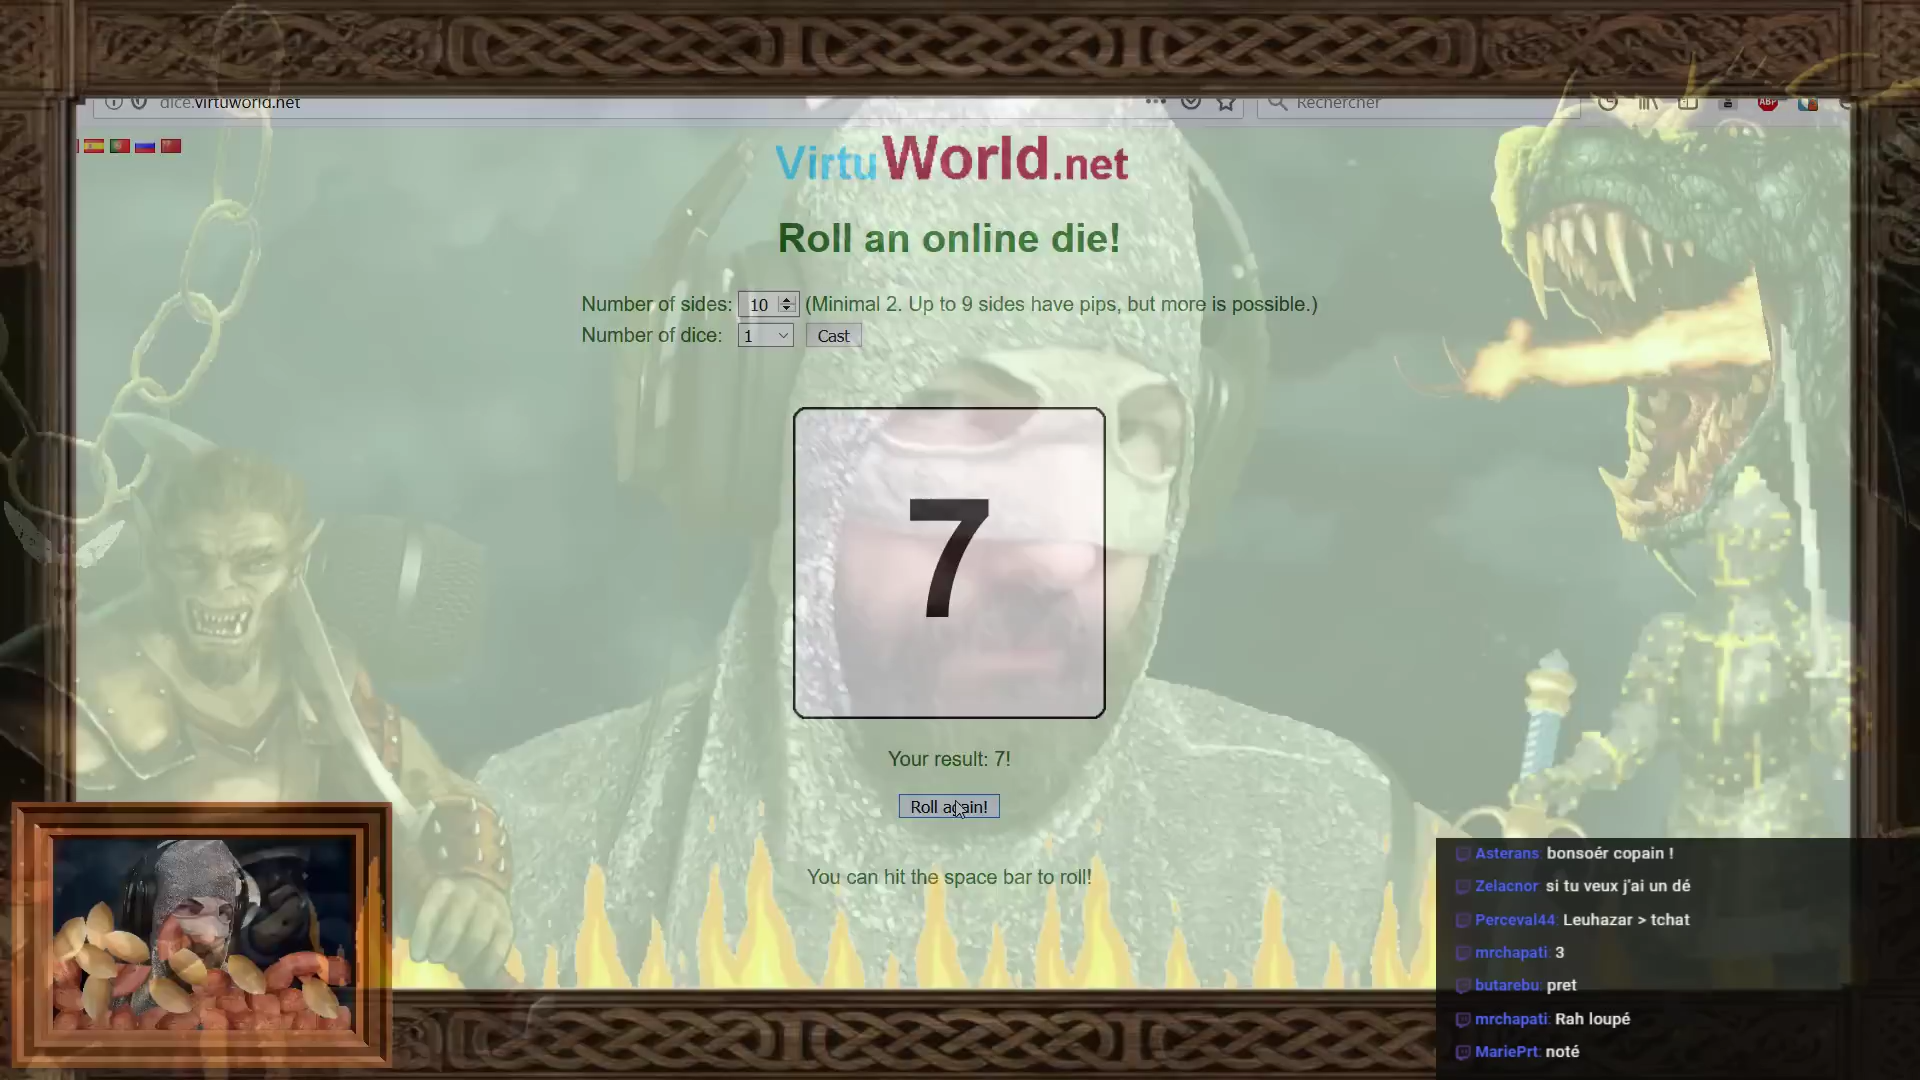 dice.virtuworld.net
Rechercher
ABP
VirtuWorld.net
Roll an online die!
Number of sides: 10 (Minimal 2. Up to 9 sides have pips, but more is possible.)
Number of dice: 1 Cast
7
Your result: 7!
Roll again!
You can hit the space bar to roll!
Asterans: bonsoér copain !
Zelacnor: si tu veux j'ai un dé
Perceval44: Leuhazar > tchat
mrchapati: 3
butarebu: pret
mrchapati: Rah loupé
MariePrt: noté